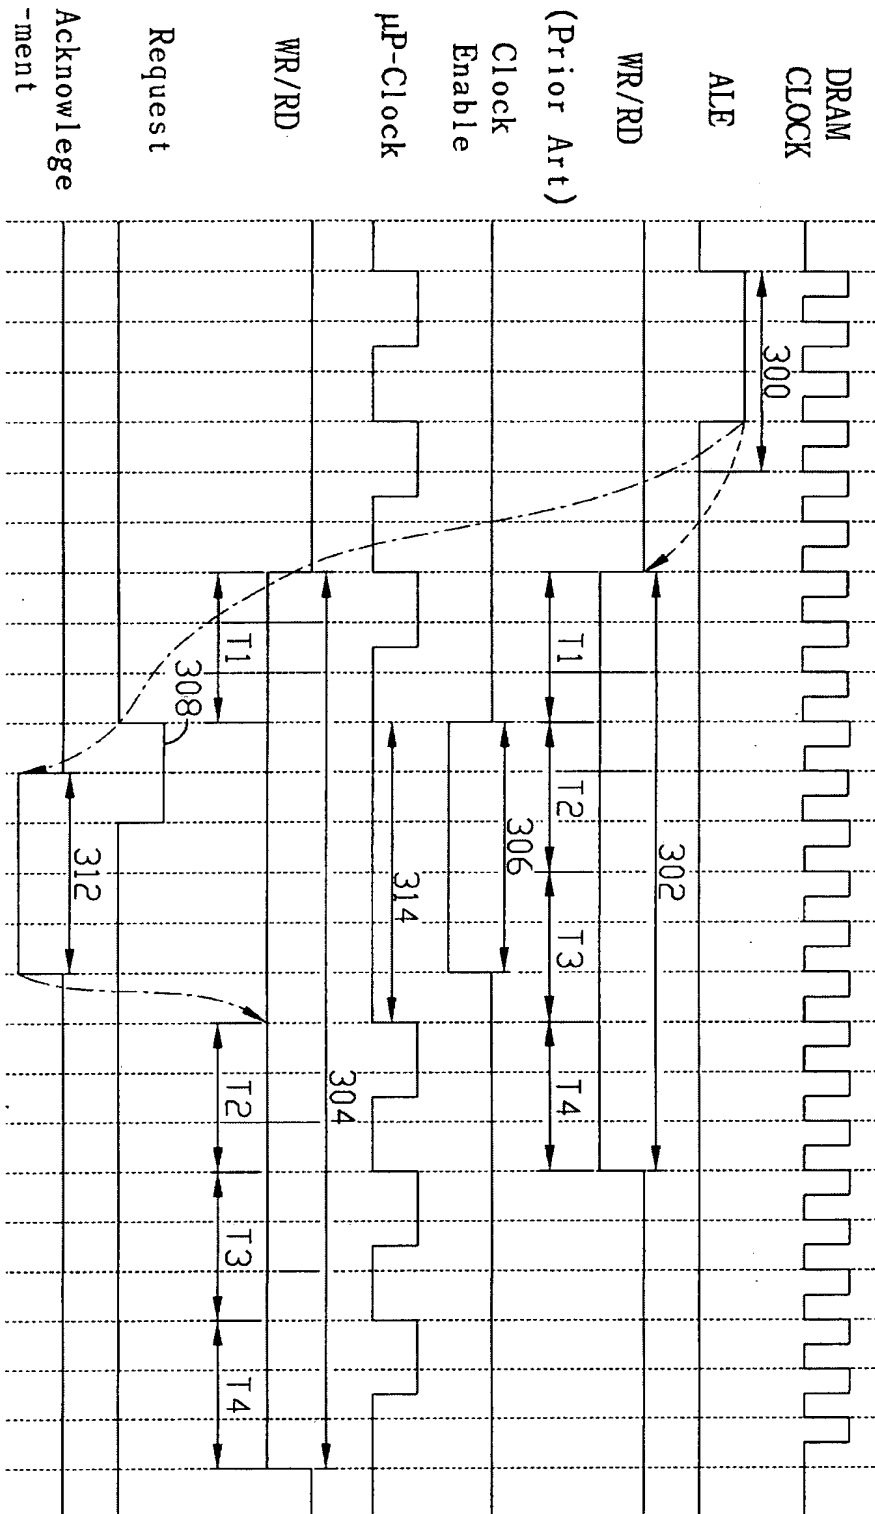 DRAM
CLOCK
ALE
300
WR/RD
(Prior Art)
302
T1
T2
T3
T4
Clock
Enable
306
μP-Clock
314
WR/RD
304
T1
T2
T3
T4
Request
308
Acknowlege
-ment
312